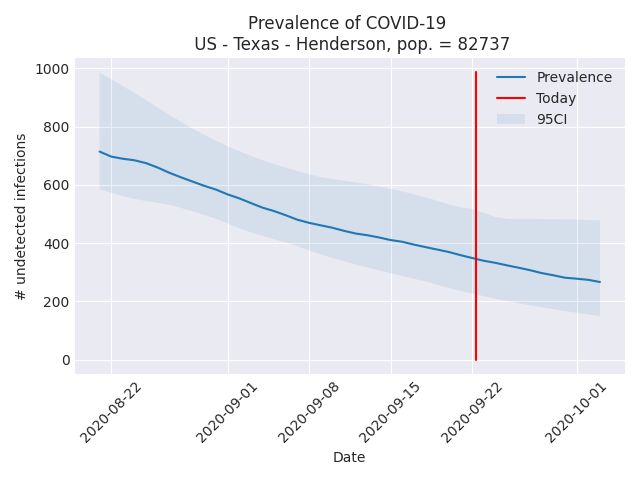 Prevalence of COVID-19
US - Texas - Henderson, pop. = 82737
1000
800
600
400
200
0
# undetected infections
Prevalence
Today
95CI
2020-08-22
2020-09-01
2020-09-08
2020-09-15
2020-09-22
2020-10-01
Date